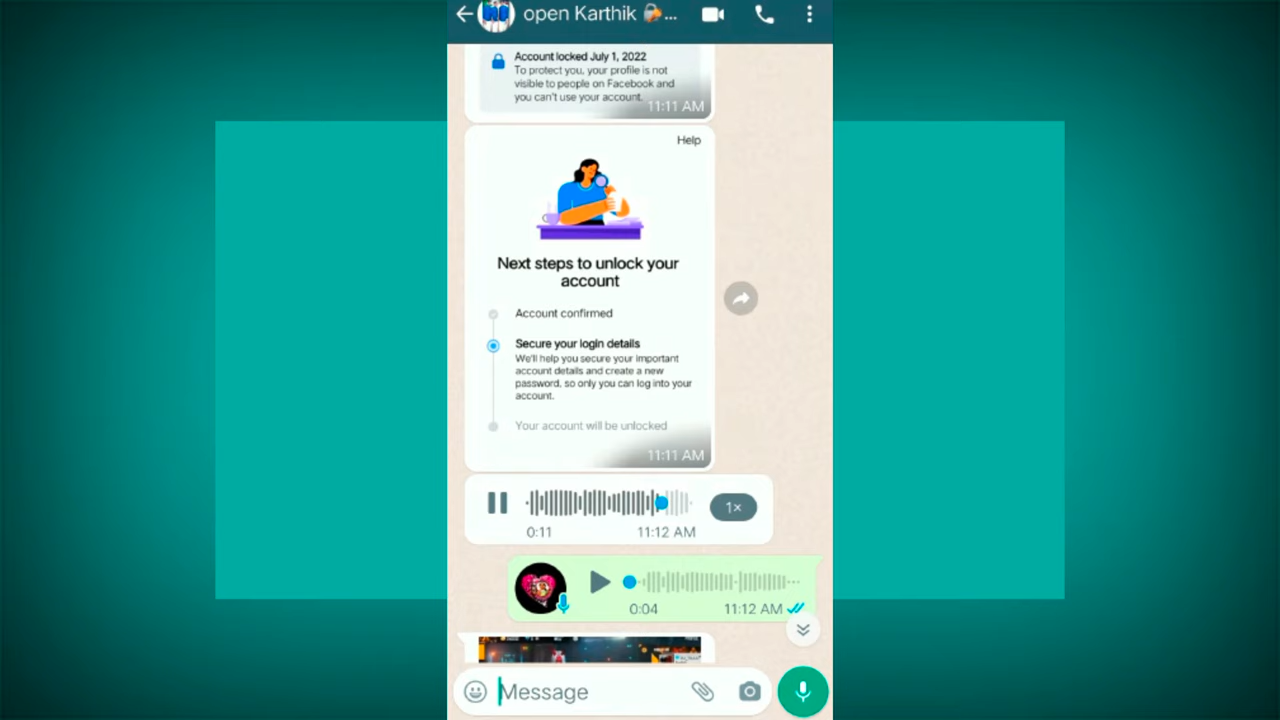 open Karthik 🔐...
Account locked July 1, 2022
To protect you, your profile is not
visible to people on Facebook and
you can't use your account.
11:11 AM
Help
Next steps to unlock your
account
Account confirmed
Secure your login details
We'll help you secure your important
account details and create a new
password, so only you can log into your
account.
Your account will be unlocked
11:11 AM
1×
0:11 11:12 AM
0:04 11:12 AM
Message